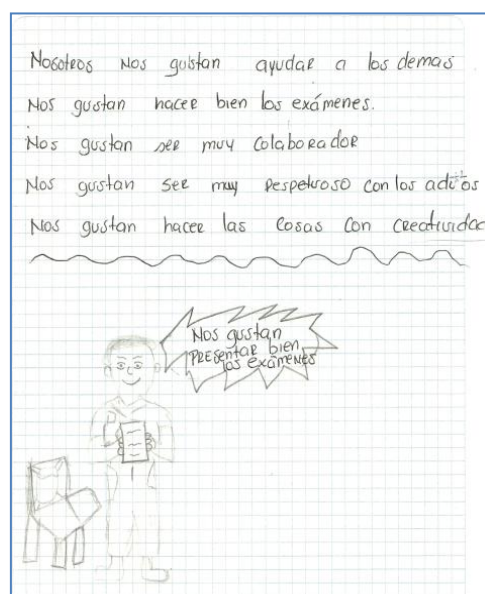 Nosotros Nos gustan ayudar a los demas
Nos gustan hacer bien los exámenes.
Nos gustan ser muy colaborador
Nos gustan ser muy Respetuoso con los adultos
Nos gustan hacer las cosas con creatividad
Nos gustan
PRESENTAR bien
los exámenes